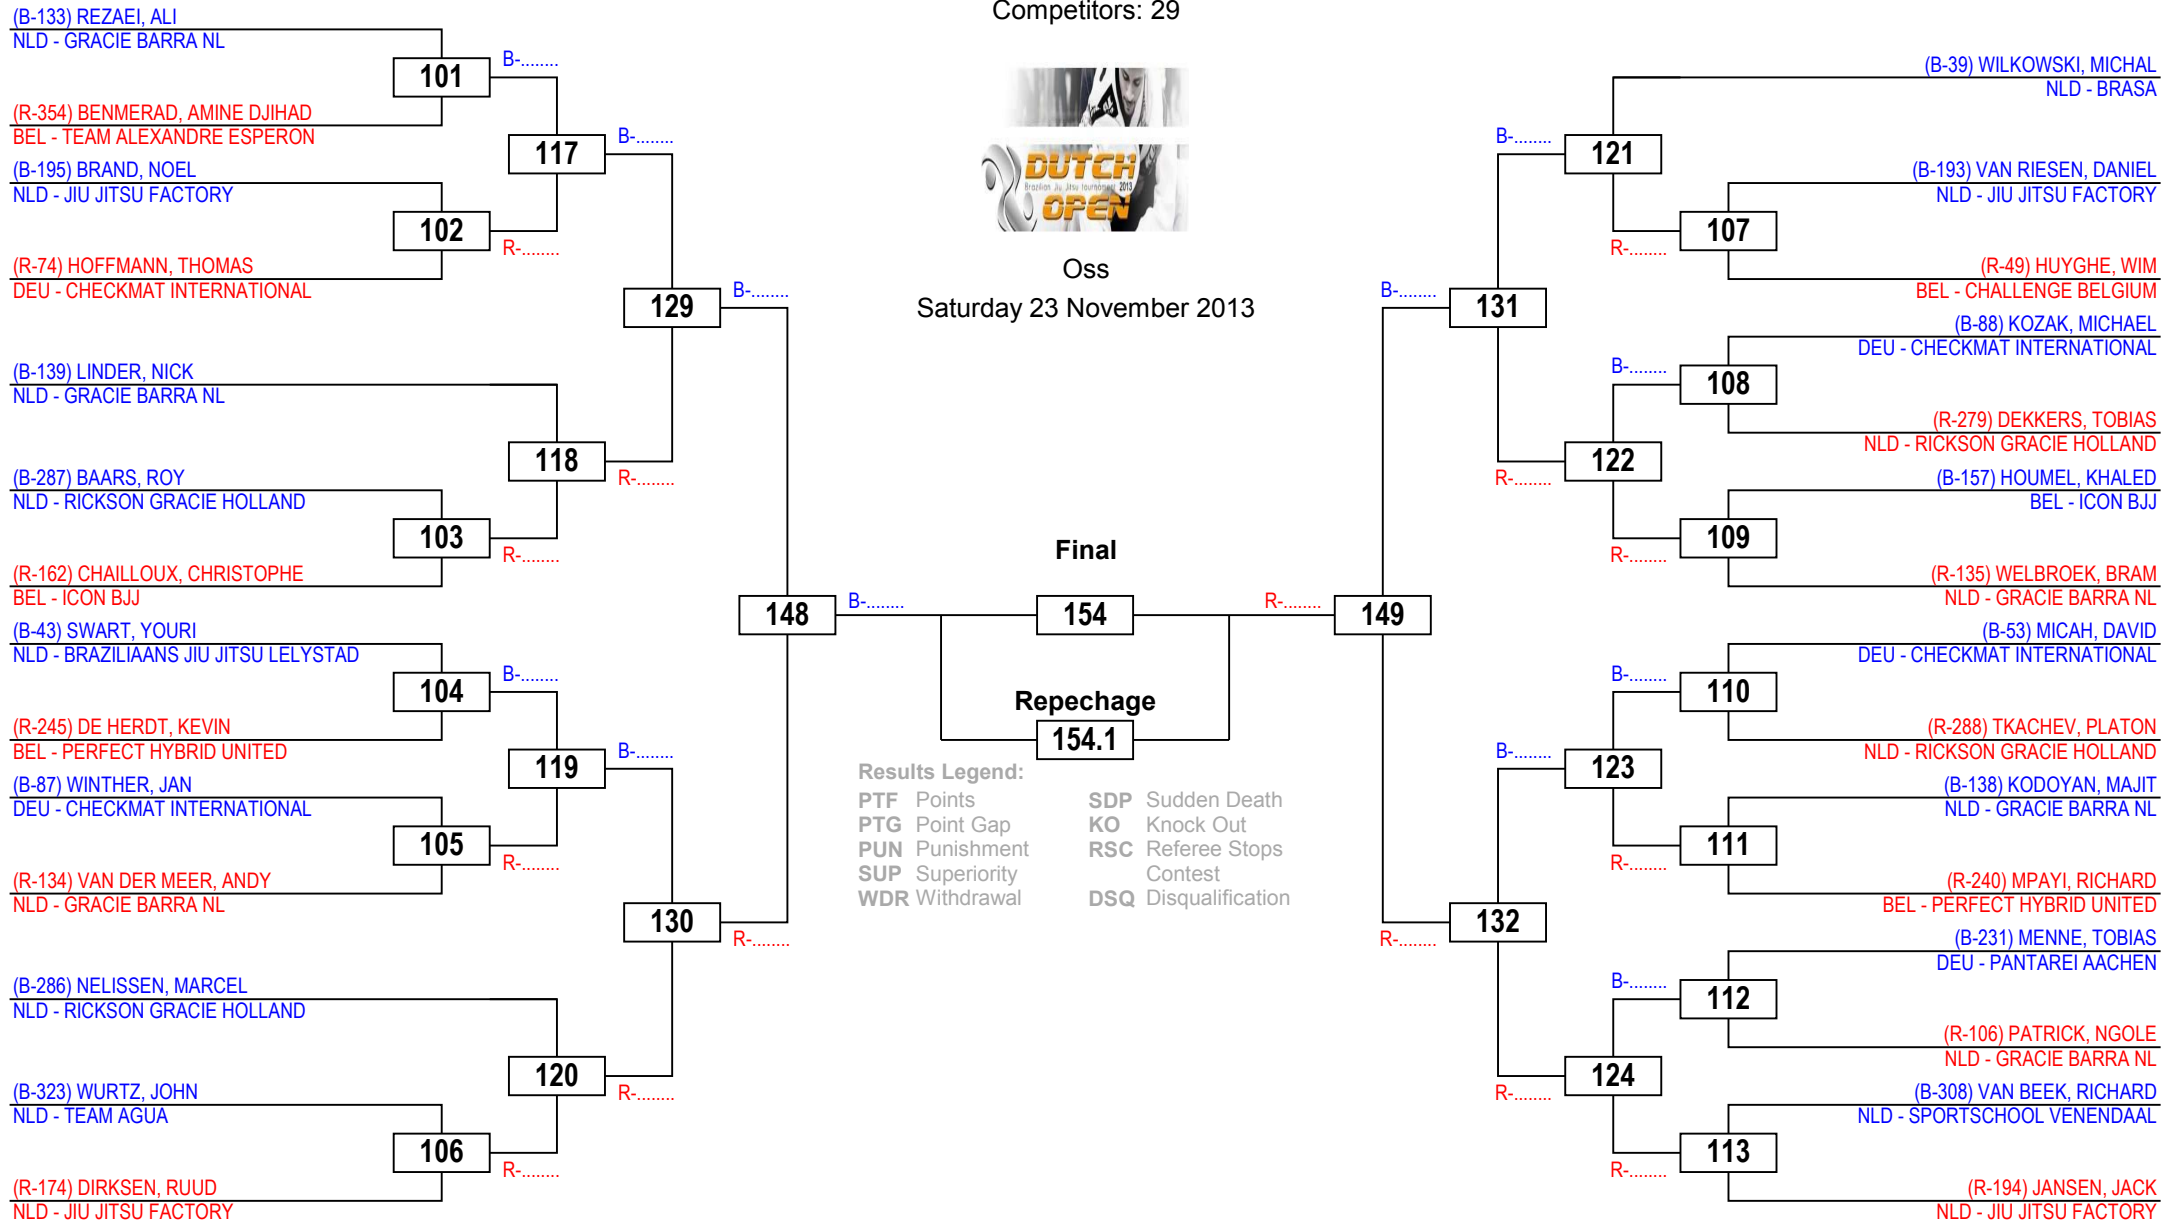 Competitors: 29
DUTCH
Brazilian Jiu Jitsu tournament 2013
OPEN
Oss
Saturday 23 November 2013
(B-133) REZAEI, ALI
NLD - GRACIE BARRA NL
101
B-........
(R-354) BENMERAD, AMINE DJIHAD
BEL - TEAM ALEXANDRE ESPERON
117
B-........
(B-195) BRAND, NOEL
NLD - JIU JITSU FACTORY
102
R-........
(R-74) HOFFMANN, THOMAS
DEU - CHECKMAT INTERNATIONAL
129
B-........
(B-139) LINDER, NICK
NLD - GRACIE BARRA NL
118
R-........
(B-287) BAARS, ROY
NLD - RICKSON GRACIE HOLLAND
103
R-........
(R-162) CHAILLOUX, CHRISTOPHE
BEL - ICON BJJ
148
B-........
(B-43) SWART, YOURI
NLD - BRAZILIAANS JIU JITSU LELYSTAD
104
B-........
(R-245) DE HERDT, KEVIN
BEL - PERFECT HYBRID UNITED
119
B-........
(B-87) WINTHER, JAN
DEU - CHECKMAT INTERNATIONAL
105
R-........
(R-134) VAN DER MEER, ANDY
NLD - GRACIE BARRA NL
130
R-........
(B-286) NELISSEN, MARCEL
NLD - RICKSON GRACIE HOLLAND
120
R-........
(B-323) WURTZ, JOHN
NLD - TEAM AGUA
106
R-........
(R-174) DIRKSEN, RUUD
NLD - JIU JITSU FACTORY
Final
154
Repechage
154.1
Results Legend:
PTF Points
PTG Point Gap
PUN Punishment
SUP Superiority
WDR Withdrawal
SDP Sudden Death
KO Knock Out
RSC Referee Stops
Contest
DSQ Disqualification
(B-39) WILKOWSKI, MICHAL
NLD - BRASA
B-........
121
(B-193) VAN RIESEN, DANIEL
NLD - JIU JITSU FACTORY
R-........
107
(R-49) HUYGHE, WIM
BEL - CHALLENGE BELGIUM
B-........
131
(B-88) KOZAK, MICHAEL
DEU - CHECKMAT INTERNATIONAL
B-........
108
(R-279) DEKKERS, TOBIAS
NLD - RICKSON GRACIE HOLLAND
R-........
122
(B-157) HOUMEL, KHALED
BEL - ICON BJJ
R-........
109
(R-135) WELBROEK, BRAM
NLD - GRACIE BARRA NL
R-........
149
(B-53) MICAH, DAVID
DEU - CHECKMAT INTERNATIONAL
B-........
110
(R-288) TKACHEV, PLATON
NLD - RICKSON GRACIE HOLLAND
B-........
123
(B-138) KODOYAN, MAJIT
NLD - GRACIE BARRA NL
R-........
111
(R-240) MPAYI, RICHARD
BEL - PERFECT HYBRID UNITED
R-........
132
(B-231) MENNE, TOBIAS
DEU - PANTAREI AACHEN
B-........
112
(R-106) PATRICK, NGOLE
NLD - GRACIE BARRA NL
R-........
124
(B-308) VAN BEEK, RICHARD
NLD - SPORTSCHOOL VENENDAAL
R-........
113
(R-194) JANSEN, JACK
NLD - JIU JITSU FACTORY